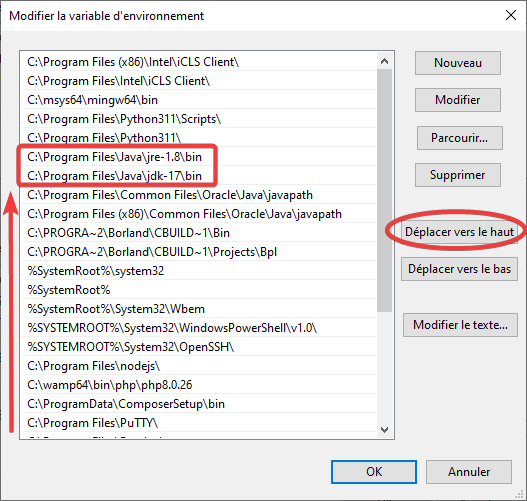 Modifier la variable d'environnement
C:\Program Files (x86)\Intel\iCLS Client\
C:\Program Files\Intel\iCLS Client\
C:\msys64\mingw64\bin
C:\Program Files\Python311\Scripts\
C:\Program Files\Python311\
C:\Program Files\Java\jre-1.8\bin
C:\Program Files\Java\jdk-17\bin
C:\Program Files\Common Files\Oracle\Java\javapath
C:\Program Files (x86)\Common Files\Oracle\Java\javapath
C:\PROGRA~2\Borland\CBUILD~1\Bin
C:\PROGRA~2\Borland\CBUILD~1\Projects\Bpl
%SystemRoot%\system32
%SystemRoot%
%SystemRoot%\System32\Wbem
%SYSTEMROOT%\System32\WindowsPowerShell\v1.0\
%SYSTEMROOT%\System32\OpenSSH\
C:\Program Files\nodejs\
C:\wamp64\bin\php\php8.0.26
C:\ProgramData\ComposerSetup\bin
C:\Program Files\PuTTY\
Nouveau
Modifier
Parcourir...
Supprimer
Déplacer vers le haut
Déplacer vers le bas
Modifier le texte...
OK
Annuler